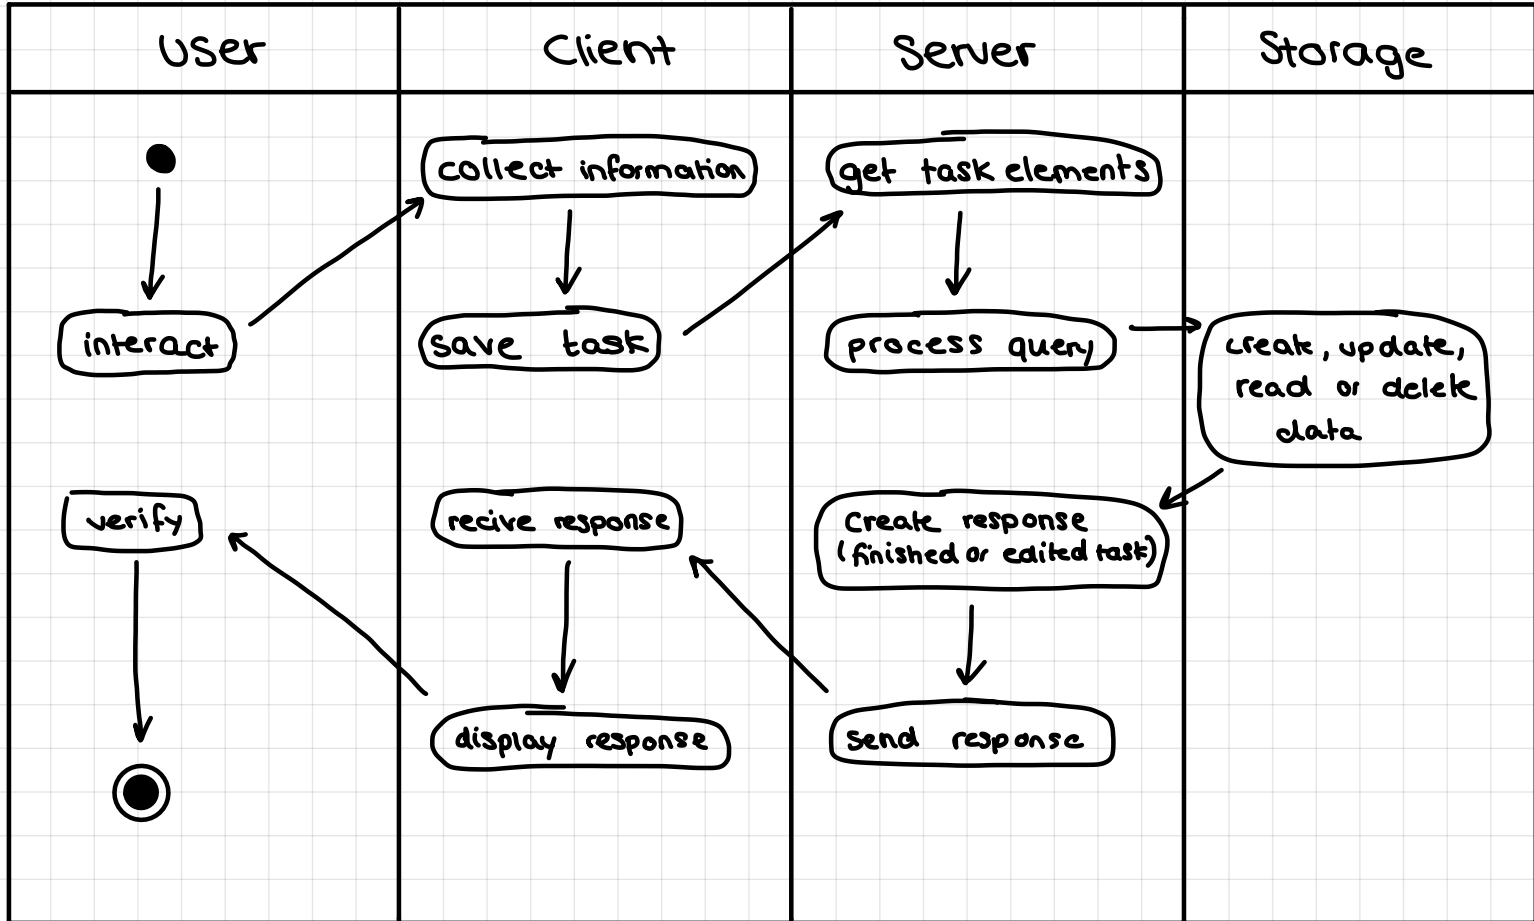 User
Client
Server
Storage
collect information
get task elements
interact
save task
process query
create, update,
read or delete
data
verify
recive response
create response
(finished or edited task)
display response
send response